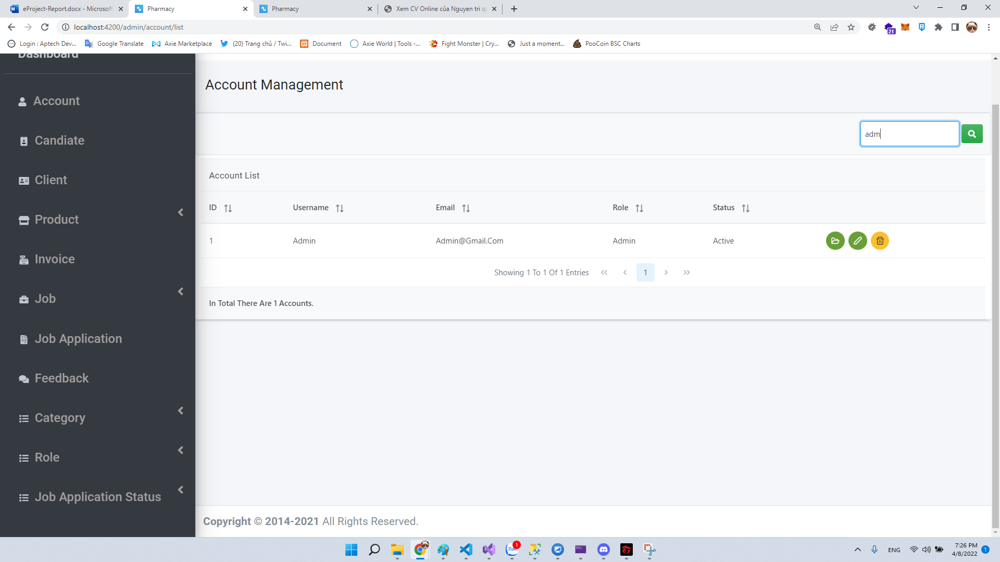 eProject-Report.docx - Microsoft
Pharmacy
Pharmacy
Xem CV Online của Nguyen tri qu
localhost:4200/admin/account/list
21
Login : Aptech Dev...
Google Translate
Axie Marketplace
(20) Trang chủ / Twi...
Document
Axie World | Tools -...
Fight Monster | Cry...
Just a moment...
PooCoin BSC Charts
Dashboard
Account
Candiate
Client
Product
Invoice
Job
Job Application
Feedback
Category
Role
Job Application Status
Account Management
adm
Account List
ID Username Email Role Status
1 Admin Admin@Gmail.Com Admin Active
Showing 1 To 1 Of 1 Entries 1
In Total There Are 1 Accounts.
Copyright © 2014-2021 All Rights Reserved.
Zalo
1
ENG
7:26 PM
4/8/2022
1